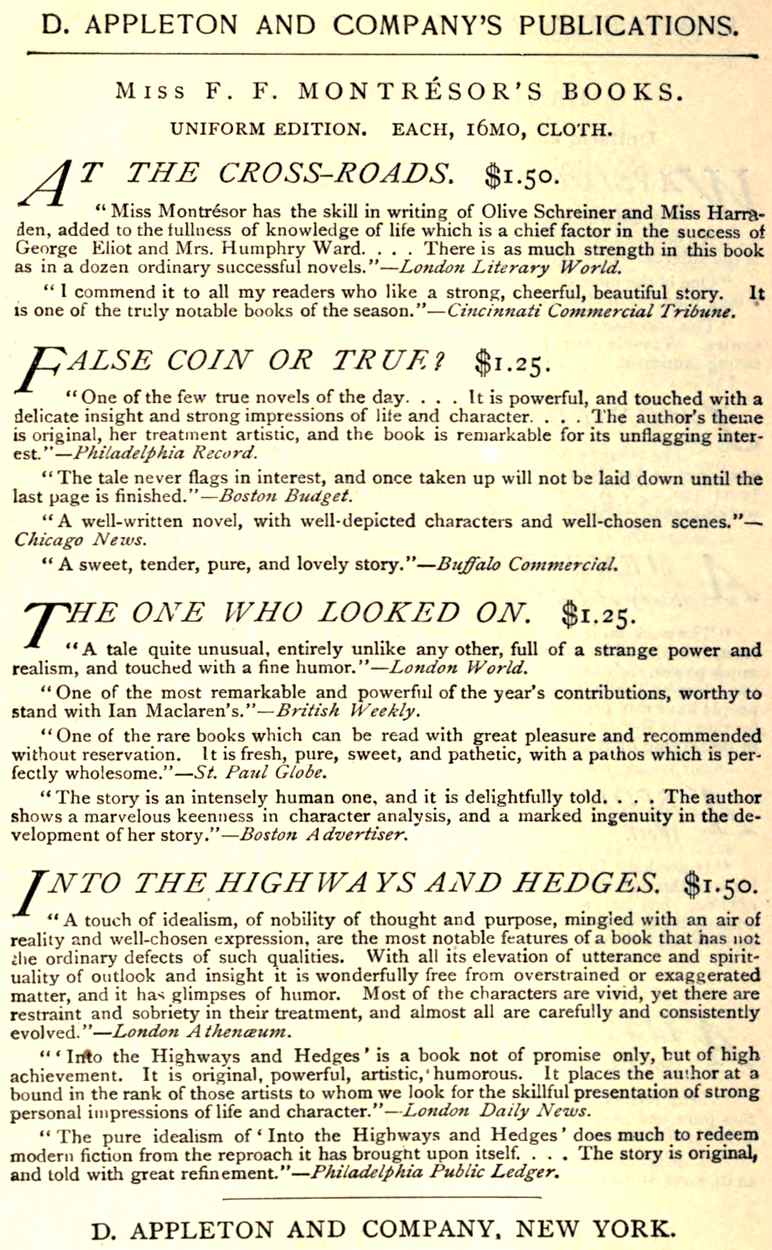 D. APPLETON AND COMPANY'S PUBLICATIONS.
MISS F. F. MONTRÉSOR'S BOOKS.
UNIFORM EDITION. EACH, 16MO, CLOTH.
AT THE CROSS-ROADS. $1.50.
"Miss Montrésor has the skill in writing of Olive Schreiner and Miss Harra-
den, added to the fullness of knowledge of life which is a chief factor in the success of
George Eliot and Mrs. Humphry Ward. . . . There is as much strength in this book
as in a dozen ordinary successful novels."—London Literary World.
"I commend it to all my readers who like a strong, cheerful, beautiful story. It
is one of the truly notable books of the season."—Cincinnati Commercial Tribune.
FALSE COIN OR TRUE? $1.25.
"One of the few true novels of the day. . . . It is powerful, and touched with a
delicate insight and strong impressions of life and character. . . . The author's theme
is original, her treatment artistic, and the book is remarkable for its unflagging inter-
est."—Philadelphia Record.
"The tale never flags in interest, and once taken up will not be laid down until the
last page is finished."—Boston Budget.
"A well-written novel, with well-depicted characters and well-chosen scenes."—
Chicago News.
"A sweet, tender, pure, and lovely story."—Buffalo Commercial.
THE ONE WHO LOOKED ON. $1.25.
"A tale quite unusual, entirely unlike any other, full of a strange power and
realism, and touched with a fine humor."—London World.
"One of the most remarkable and powerful of the year's contributions, worthy to
stand with Ian Maclaren's."—British Weekly.
"One of the rare books which can be read with great pleasure and recommended
without reservation. It is fresh, pure, sweet, and pathetic, with a pathos which is per-
fectly wholesome."—St. Paul Globe.
"The story is an intensely human one, and it is delightfully told. . . . The author
shows a marvelous keenness in character analysis, and a marked ingenuity in the de-
velopment of her story."—Boston Advertiser.
INTO THE HIGHWAYS AND HEDGES. $1.50.
"A touch of idealism, of nobility of thought and purpose, mingled with an air of
reality and well-chosen expression, are the most notable features of a book that has not
the ordinary defects of such qualities. With all its elevation of utterance and spirit-
uality of outlook and insight it is wonderfully free from overstrained or exaggerated
matter, and it has glimpses of humor. Most of the characters are vivid, yet there are
restraint and sobriety in their treatment, and almost all are carefully and consistently
evolved."—London Athenæum.
"'Into the Highways and Hedges' is a book not of promise only, but of high
achievement. It is original, powerful, artistic, humorous. It places the author at a
bound in the rank of those artists to whom we look for the skillful presentation of strong
personal impressions of life and character."—London Daily News.
"The pure idealism of 'Into the Highways and Hedges' does much to redeem
modern fiction from the reproach it has brought upon itself. . . . The story is original,
and told with great refinement."—Philadelphia Public Ledger.
D. APPLETON AND COMPANY, NEW YORK.